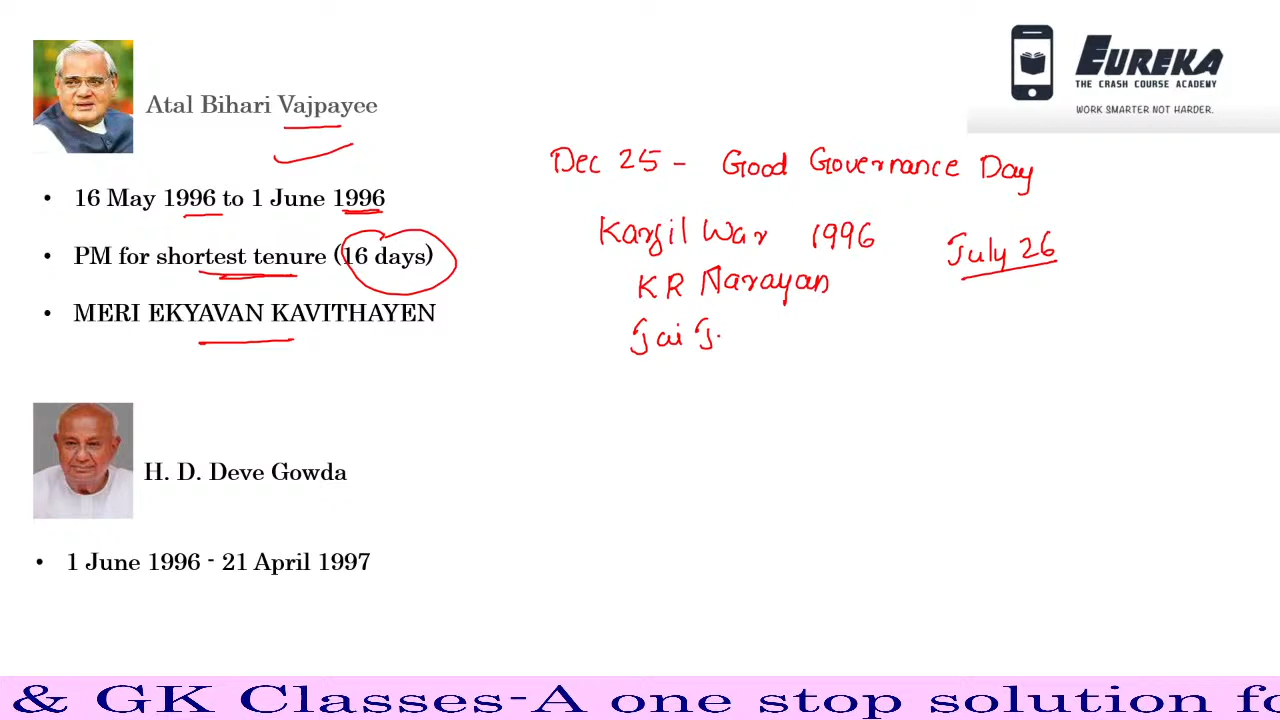 EUREKA
THE CRASH COURSE ACADEMY
WORK SMARTER NOT HARDER.
Atal Bihari Vajpayee
• 16 May 1996 to 1 June 1996
• PM for shortest tenure (16 days)
• MERI EKYAVAN KAVITHAYEN
Dec 25 - Good Governance Day
Kargil War 1996 July 26
KR Narayan
Jai J
H. D. Deve Gowda
• 1 June 1996 - 21 April 1997
& GK Classes-A one stop solution fo